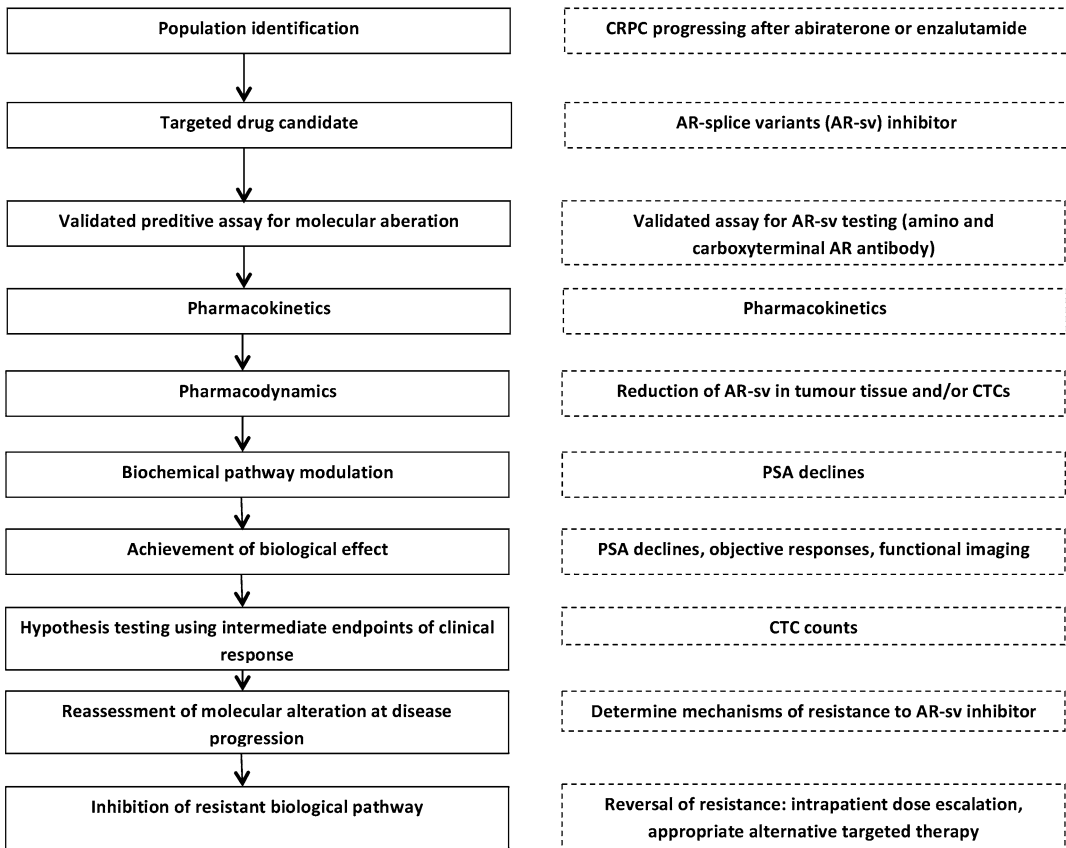 Population identification
CRPC progressing after abiraterone or enzalutamide
Targeted drug candidate
AR-splice variants (AR-sv) inhibitor
Validated preditive assay for molecular aberation
Validated assay for AR-sv testing (amino and
carboxyterminal AR antibody)
Pharmacokinetics
Pharmacokinetics
Pharmacodynamics
Reduction of AR-sv in tumour tissue and/or CTCs
Biochemical pathway modulation
PSA declines
Achievement of biological effect
PSA declines, objective responses, functional imaging
Hypothesis testing using intermediate endpoints of clinical
response
CTC counts
Reassessment of molecular alteration at disease
progression
Determine mechanisms of resistance to AR-sv inhibitor
Inhibition of resistant biological pathway
Reversal of resistance: intrapatient dose escalation,
appropriate alternative targeted therapy